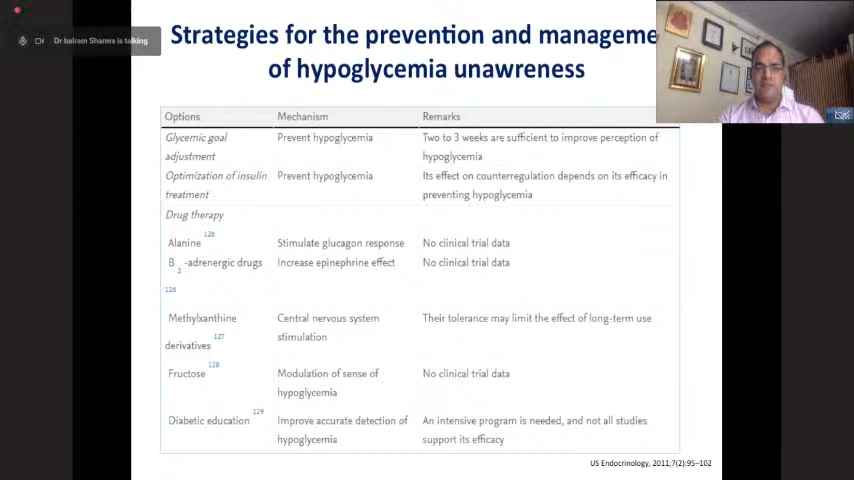 Dr belram Sharma is talking
Strategies for the prevention and manageme
of hypoglycemia unawreness
Options Mechanism Remarks
Glycemic goal Prevent hypoglycemia Two to 3 weeks are sufficient to improve perception of
adjustment hypoglycemia
Optimization of insulin Prevent hypoglycemia Its effect on counterregulation depends on its efficacy in
treatment preventing hypoglycemia
Drug therapy
Alanine 126 Stimulate glucagon response No clinical trial data
B2-adrenergic drugs Increase epinephrine effect No clinical trial data
126
Methylxanthine Central nervous system Their tolerance may limit the effect of long-term use
derivatives 127 stimulation
Fructose 128 Modulation of sense of No clinical trial data
hypoglycemia
Diabetic education 129 Improve accurate detection of An intensive program is needed, and not all studies
hypoglycemia support its efficacy
US Endocrinology, 2011;7(2):95–102